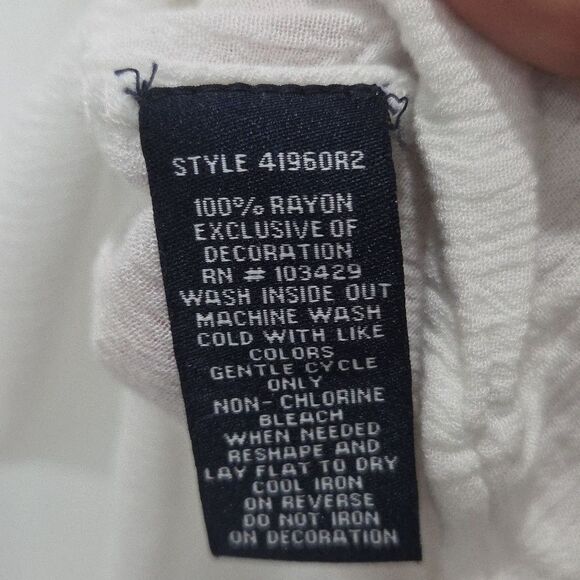 STYLE 41960R2
100% RAYON
EXCLUSIVE OF
DECORATION
RN # 103429
WASH INSIDE OUT
MACHINE WASH
COLD WITH LIKE
COLORS
GENTLE CYCLE
ONLY
NON-CHLORINE
BLEACH
WHEN NEEDED
RESHAPE AND
LAY FLAT TO DRY
COOL IRON
ON REVERSE
DO NOT IRON
ON DECORATION